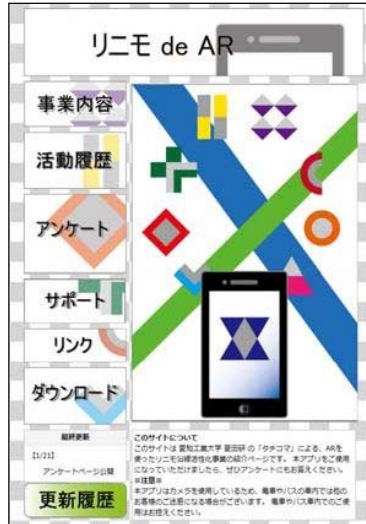 リニモ de AR
事業内容
活動履歴
アンケート
サポート
リンク
ダウンロード
最終更新
[1/21]
アンケートページ公開
更新履歴
このサイトについて
このサイトは 愛知工業大学 菱田研 の「タチコマ」による、ARを
使ったリニモ沿線活性化事業の紹介ページです。 本アプリをご使用
になっていただけましたら、ぜひアンケートにもお答えください。
※注意※
本アプリはカメラを使用しているため、電車やバスの車内では他の
お客様のご迷惑になる場合がございます。 電車やバス車内でのご使
用はお控えください。